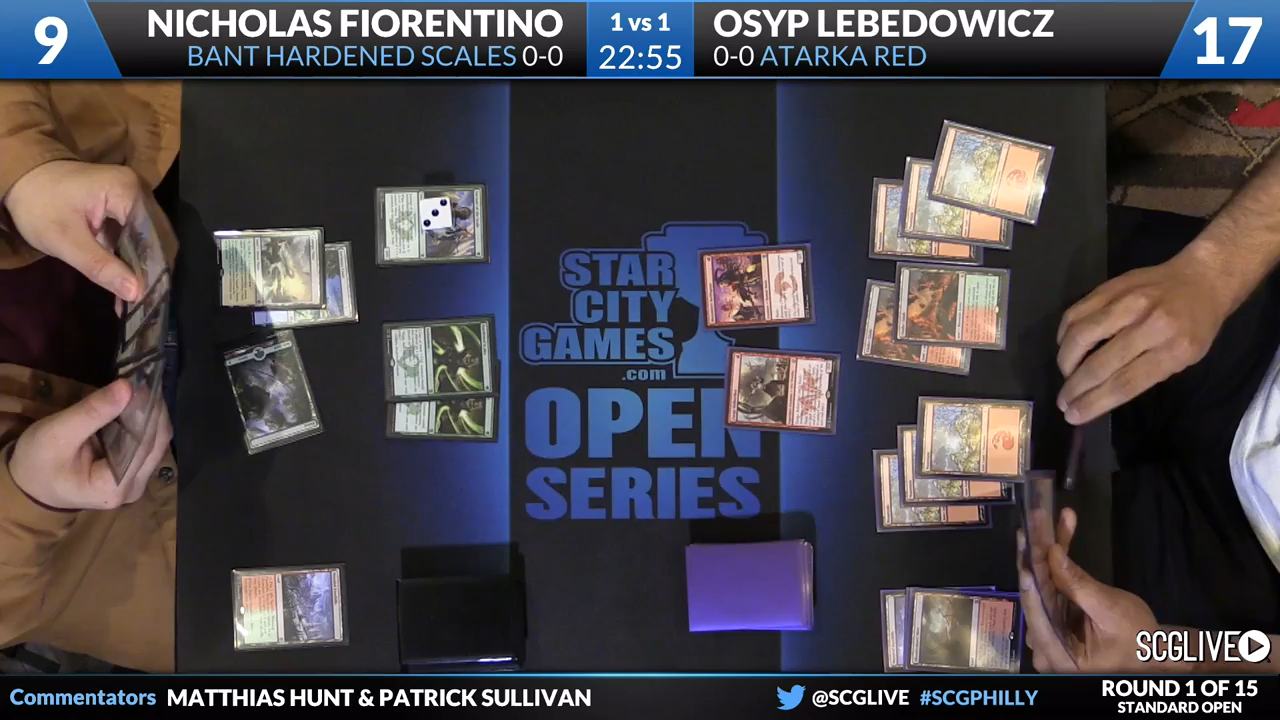 9
NICHOLAS FIORENTINO
BANT HARDENED SCALES 0-0
1 vs 1
22:55
OSYP LEBEDOWICZ
0-0 ATARKA RED
17
STAR
CITY
GAMES
.com
OPEN
SERIES
SCGLIVE
Commentators MATTHIAS HUNT & PATRICK SULLIVAN
@SCGLIVE #SCGPHILLY
ROUND 1 OF 15
STANDARD OPEN